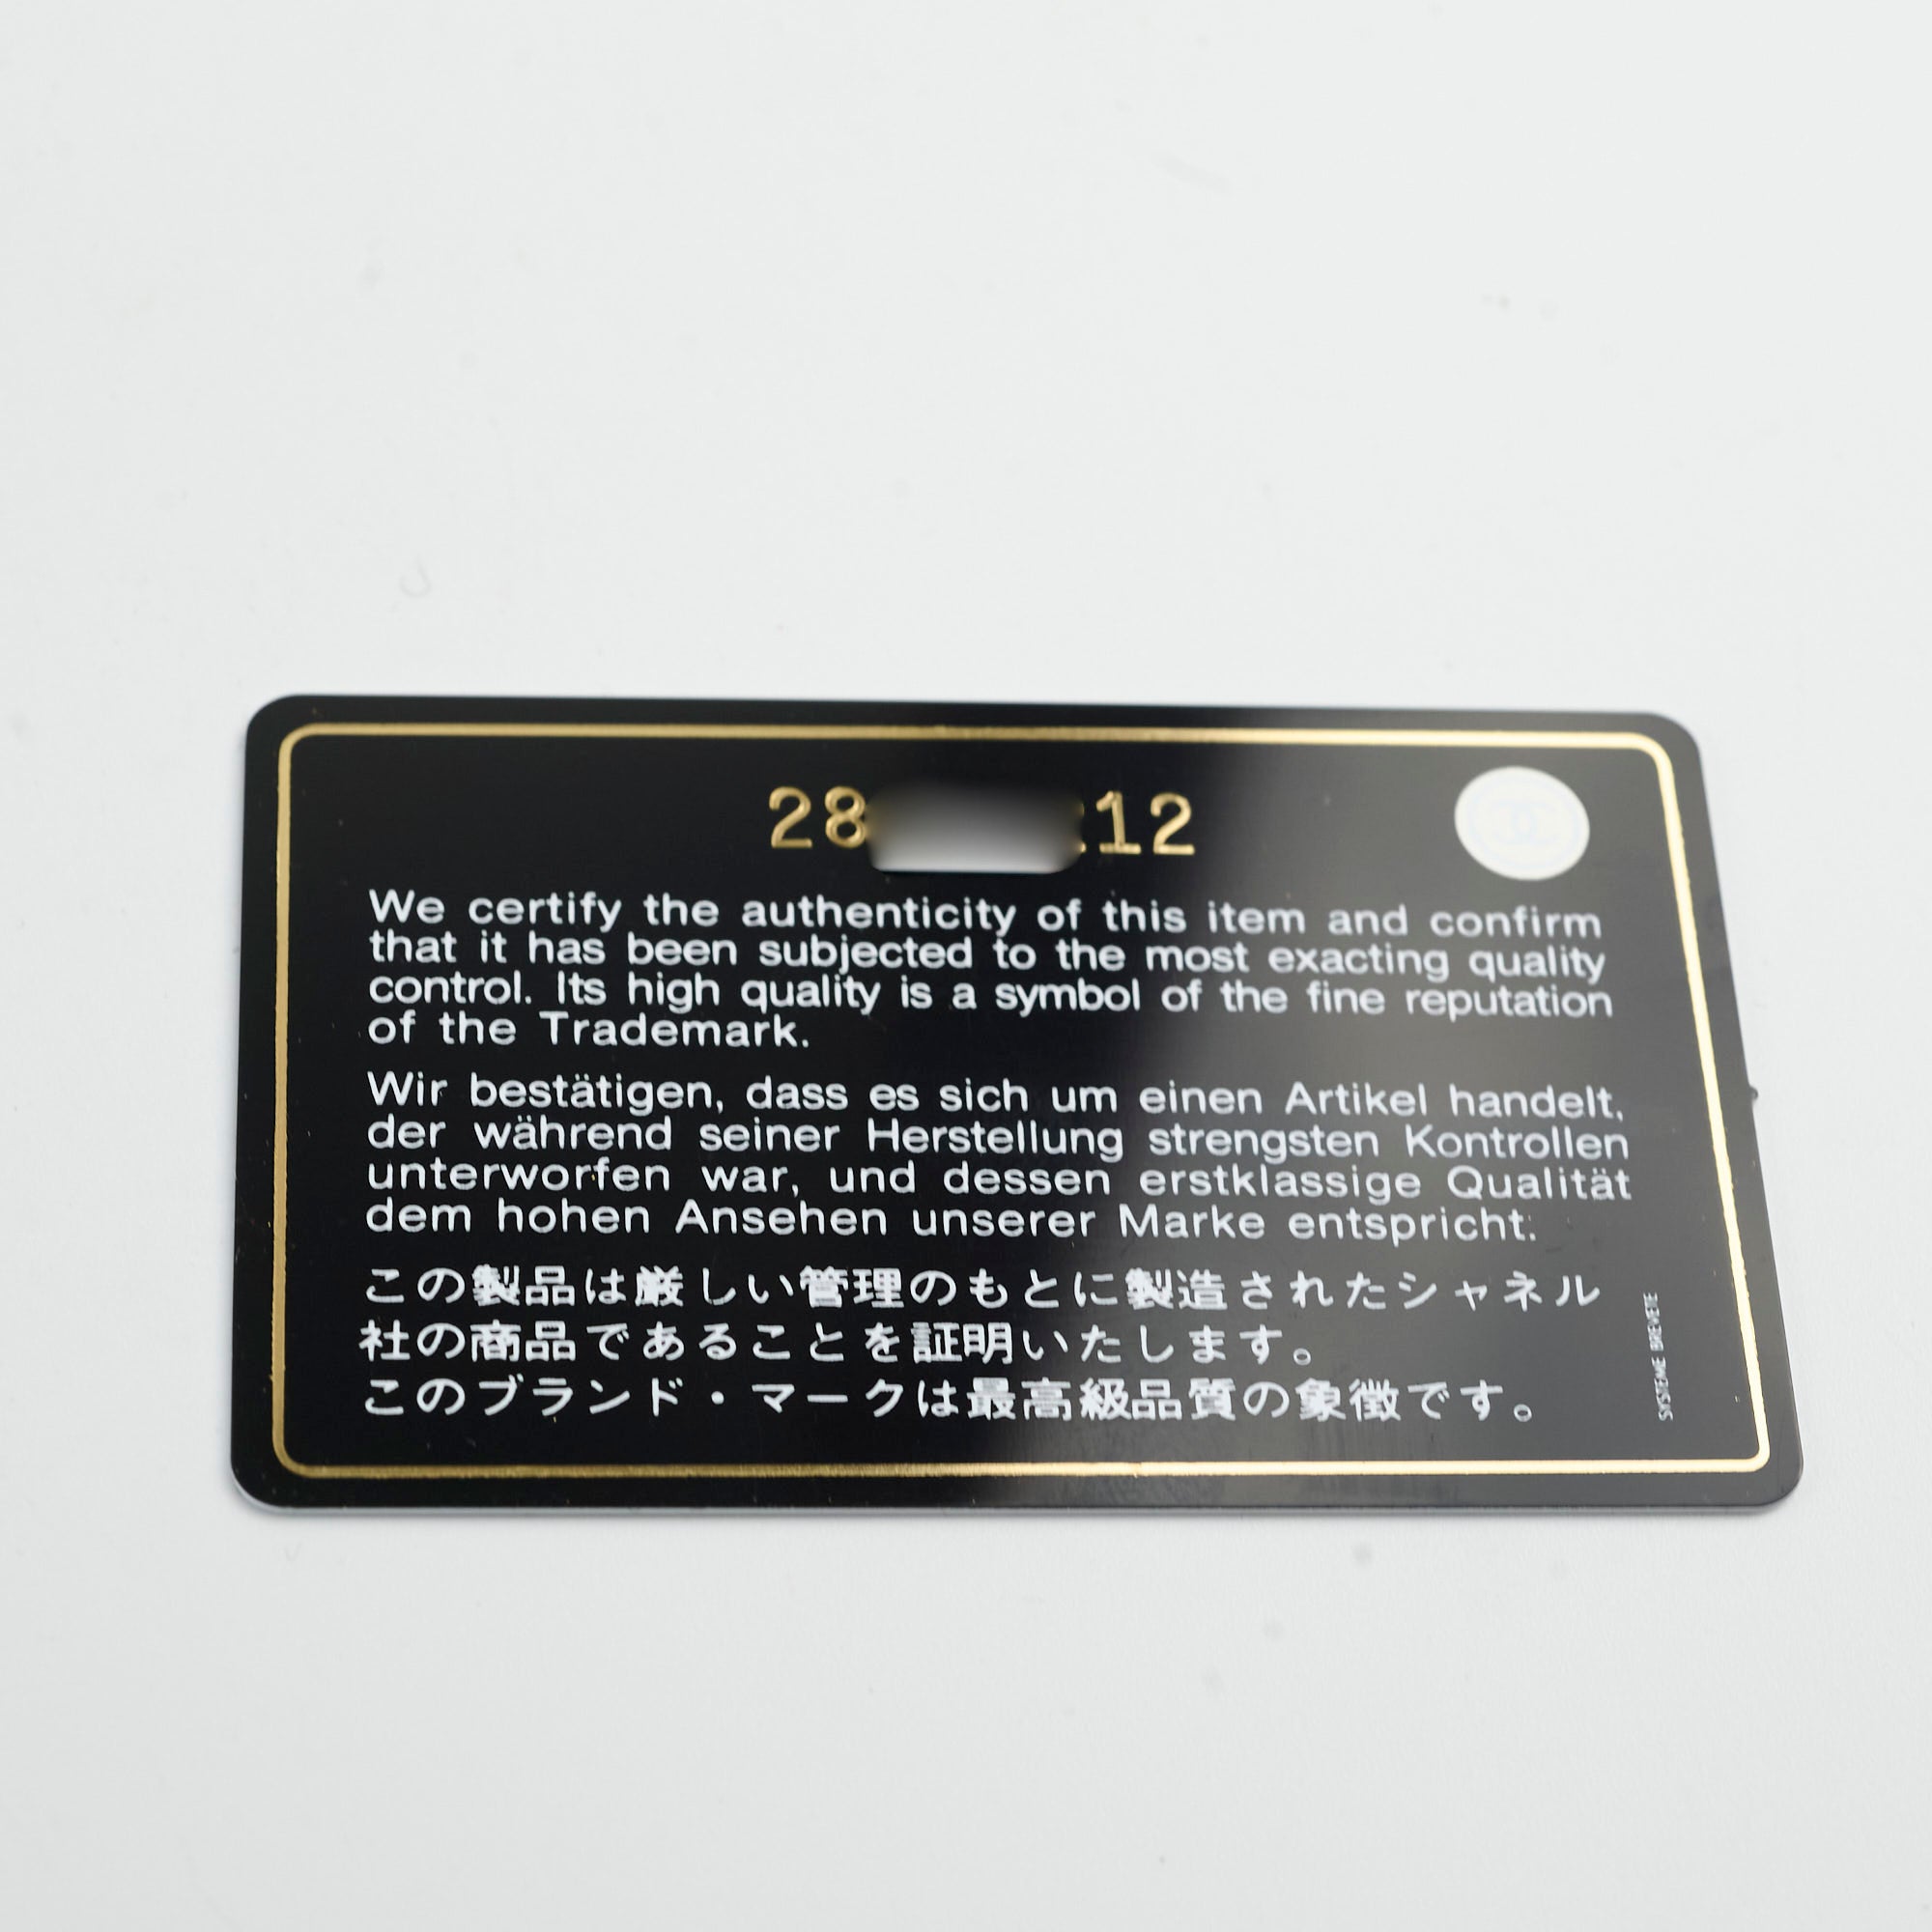 28 12
We certify the authenticity of this item and confirm
that it has been subjected to the most exacting quality
control. Its high quality is a symbol of the fine reputation
of the Trademark.
Wir bestätigen, dass es sich um einen Artikel handelt,
der während seiner Herstellung strengsten Kontrollen
unterworfen war, und dessen erstklassige Qualität
dem hohen Ansehen unserer Marke entspricht.
この製品は厳しい管理のもとに製造されたシャネル
社の商品であることを証明いたします。
このブランド・マークは最高級品質の象徴です。
SYSTEME BREVETE